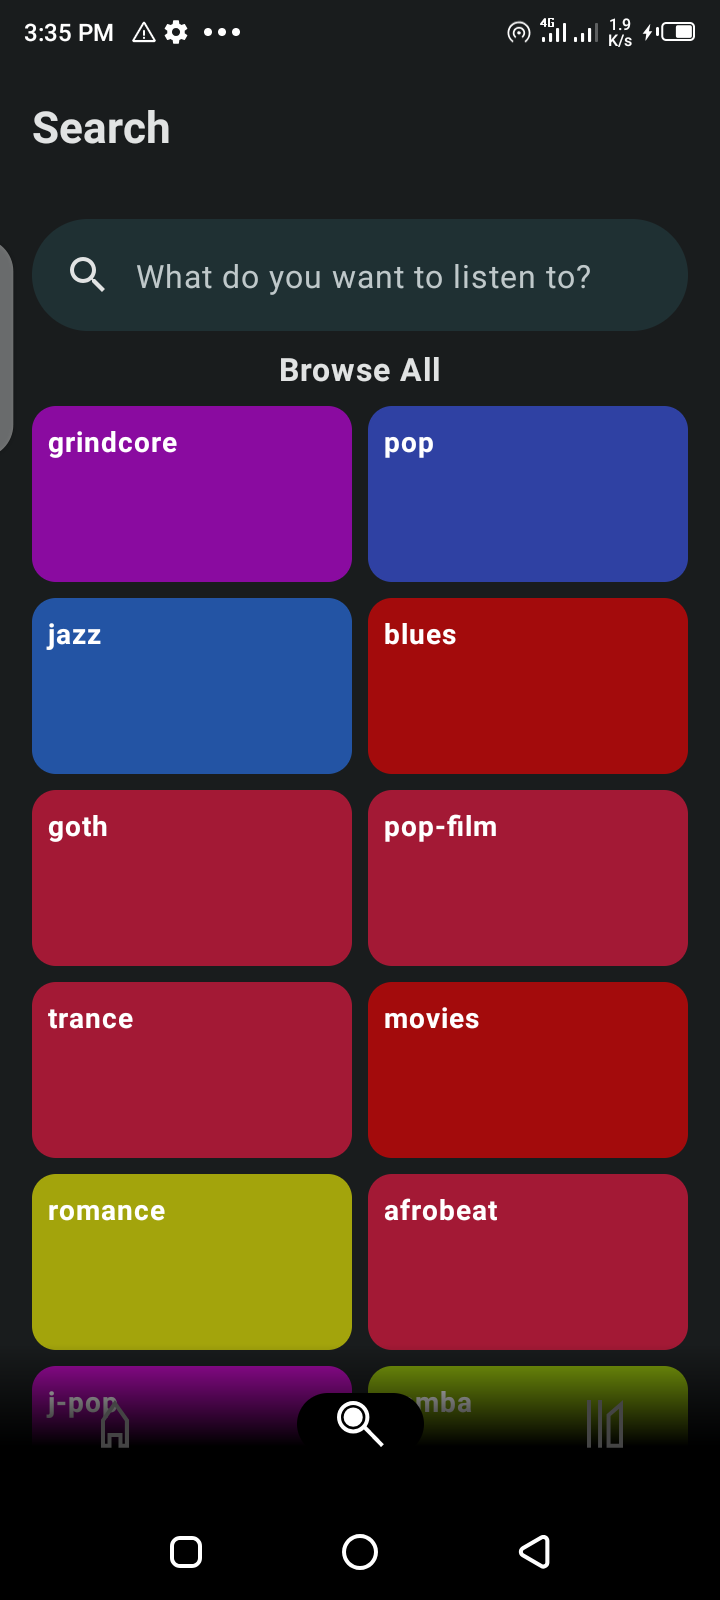 3:35 PM
4G
1.9
K/s
Search
What do you want to listen to?
Browse All
grindcore
pop
jazz
blues
goth
pop-film
trance
movies
romance
afrobeat
j-pop
mba